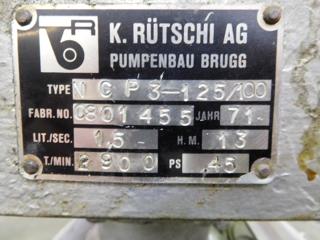 R
K. RÜTSCHI AG
PUMPENBAU BRUGG
TYPE NCP3-125/100
FABR. NO. 0801455 JAHR 71
LIT./SEC. 15 H.M. 13
T./MIN. 2900 PS